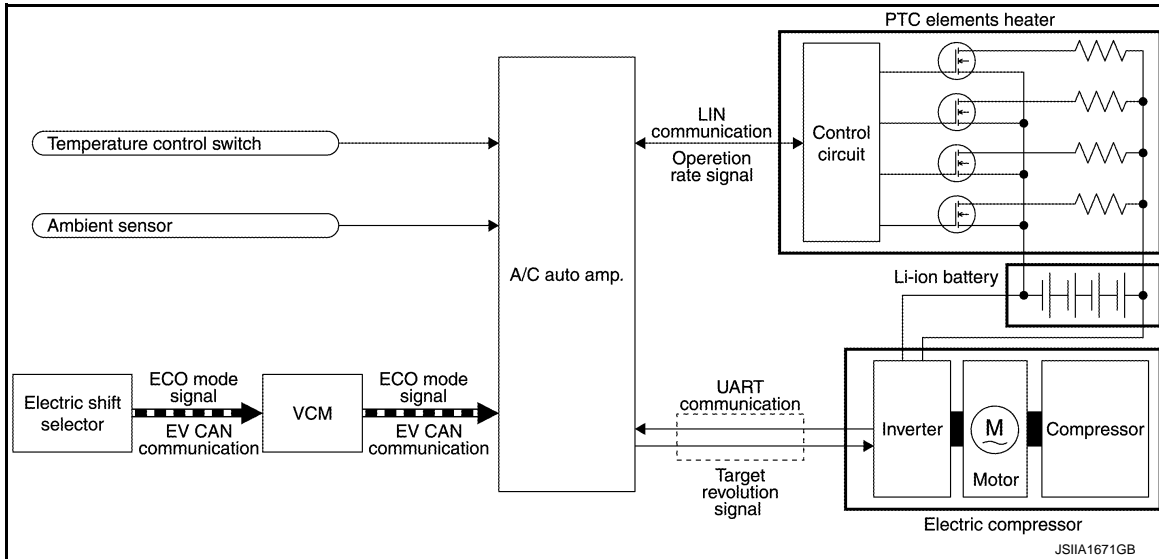 PTC elements heater
Temperature control switch
LIN
communication
Operetion
rate signal
Control
circuit
Ambient sensor
A/C auto amp.
Li-ion battery
Electric shift
selector
ECO mode
signal
EV CAN
communication
VCM
ECO mode
signal
EV CAN
communication
UART
communication
Target
revolution
signal
Inverter
M
Motor
Compressor
Electric compressor
JSIIA1671GB